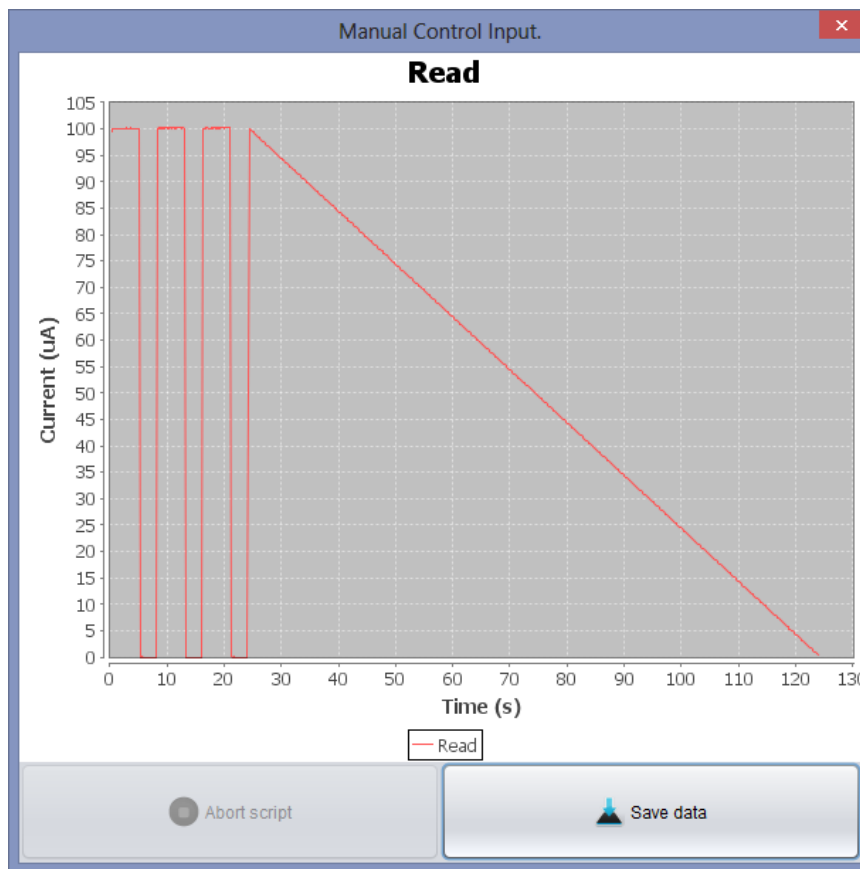 Manual Control Input.
Read
105
100
95
90
85
80
75
70
65
60
55
50
45
40
35
30
25
20
15
10
5
0
Current (uA)
0 10 20 30 40 50 60 70 80 90 100 110 120 130
Time (s)
Read
Abort script
Save data